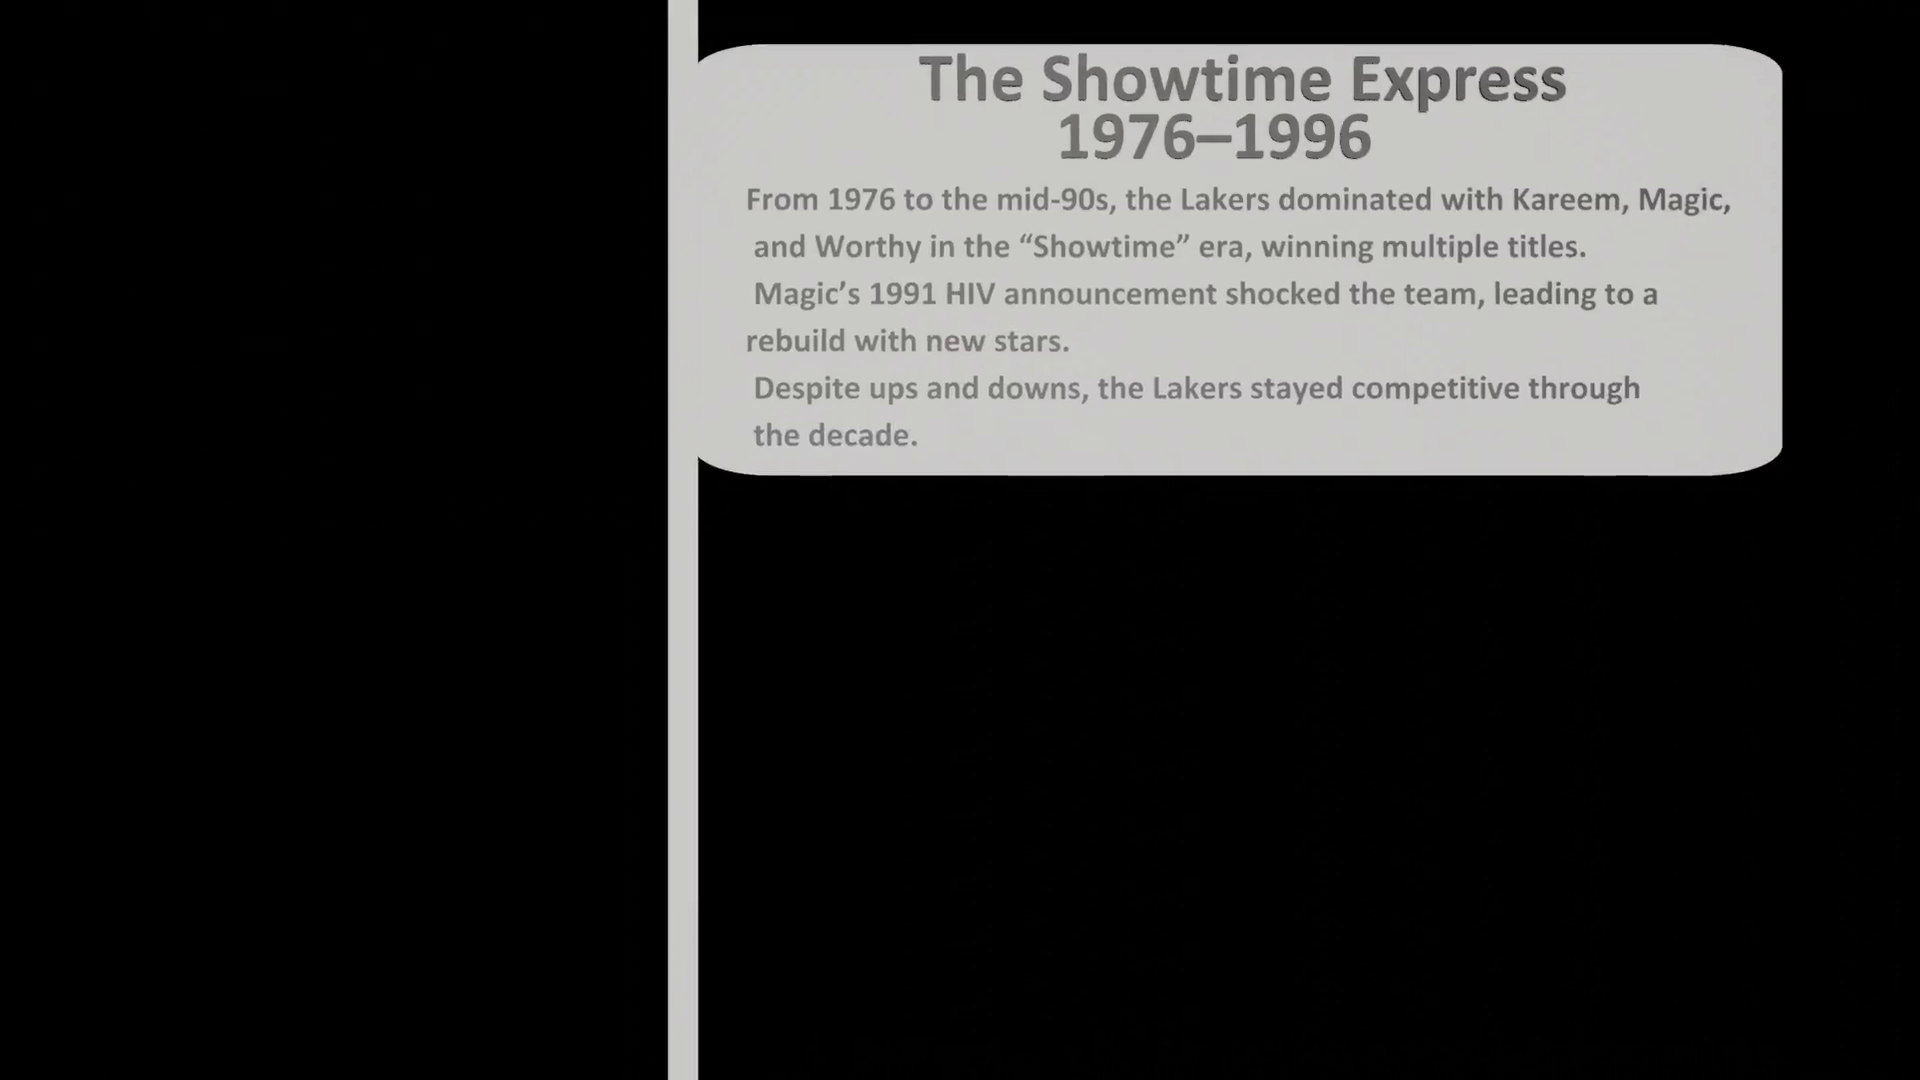 The Showtime Express
1976–1996
From 1976 to the mid-90s, the Lakers dominated with Kareem, Magic,
and Worthy in the “Showtime” era, winning multiple titles.
Magic’s 1991 HIV announcement shocked the team, leading to a
rebuild with new stars.
Despite ups and downs, the Lakers stayed competitive through
the decade.